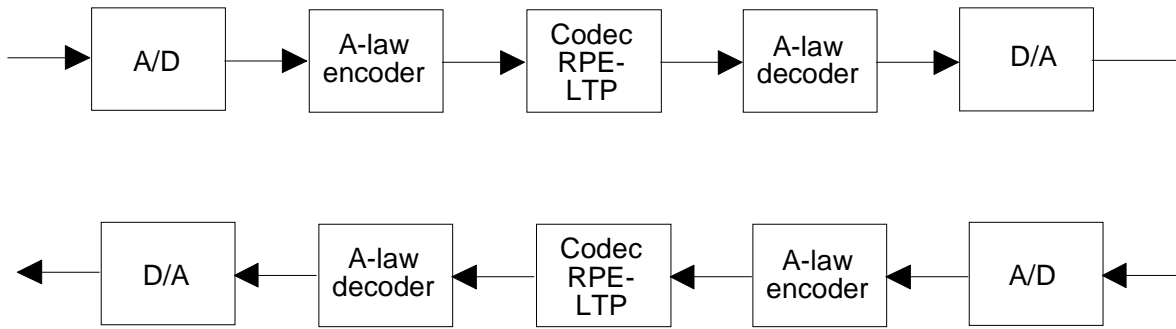 A/D
A-law
encoder
Codec
RPE-
LTP
A-law
decoder
D/A
D/A
A-law
decoder
Codec
RPE-
LTP
A-law
encoder
A/D